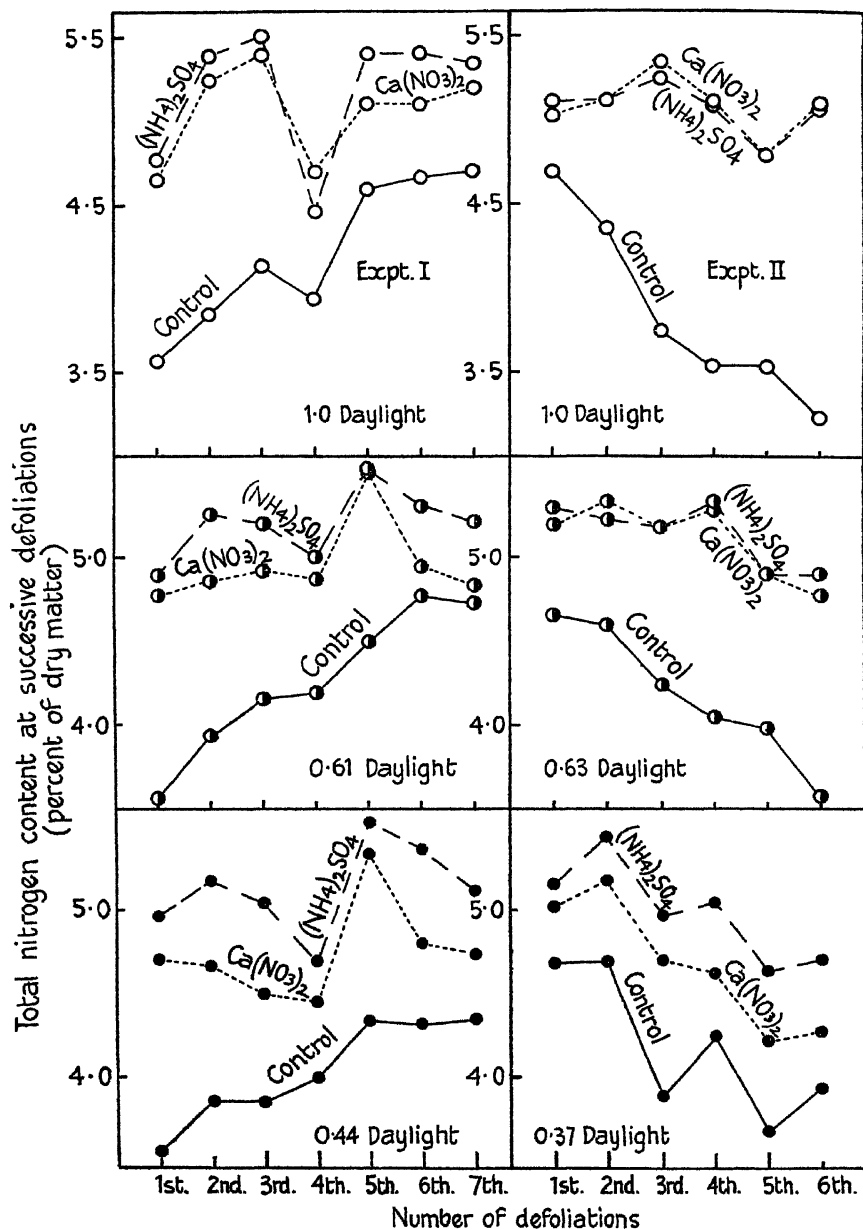 Total nitrogen content at successive defoliations
(percent of dry matter)
5.5
4.5
3.5
(NH4)2SO4
Ca(NO3)2
Control
Expt. I
1.0 Daylight
5.5
4.5
3.5
Ca(NO3)2
(NH4)2SO4
Control
Expt. II
1.0 Daylight
5.0
4.0
(NH4)2SO4
Ca(NO3)2
Control
0.61 Daylight
5.0
4.0
(NH4)2SO4
Ca(NO3)2
Control
0.63 Daylight
5.0
4.0
(NH4)2SO4
Ca(NO3)2
Control
0.44 Daylight
5.0
4.0
(NH4)2SO4
Ca(NO3)2
Control
0.37 Daylight
1st. 2nd. 3rd. 4th. 5th. 6th. 7th.
1st. 2nd. 3rd. 4th. 5th. 6th.
Number of defoliations